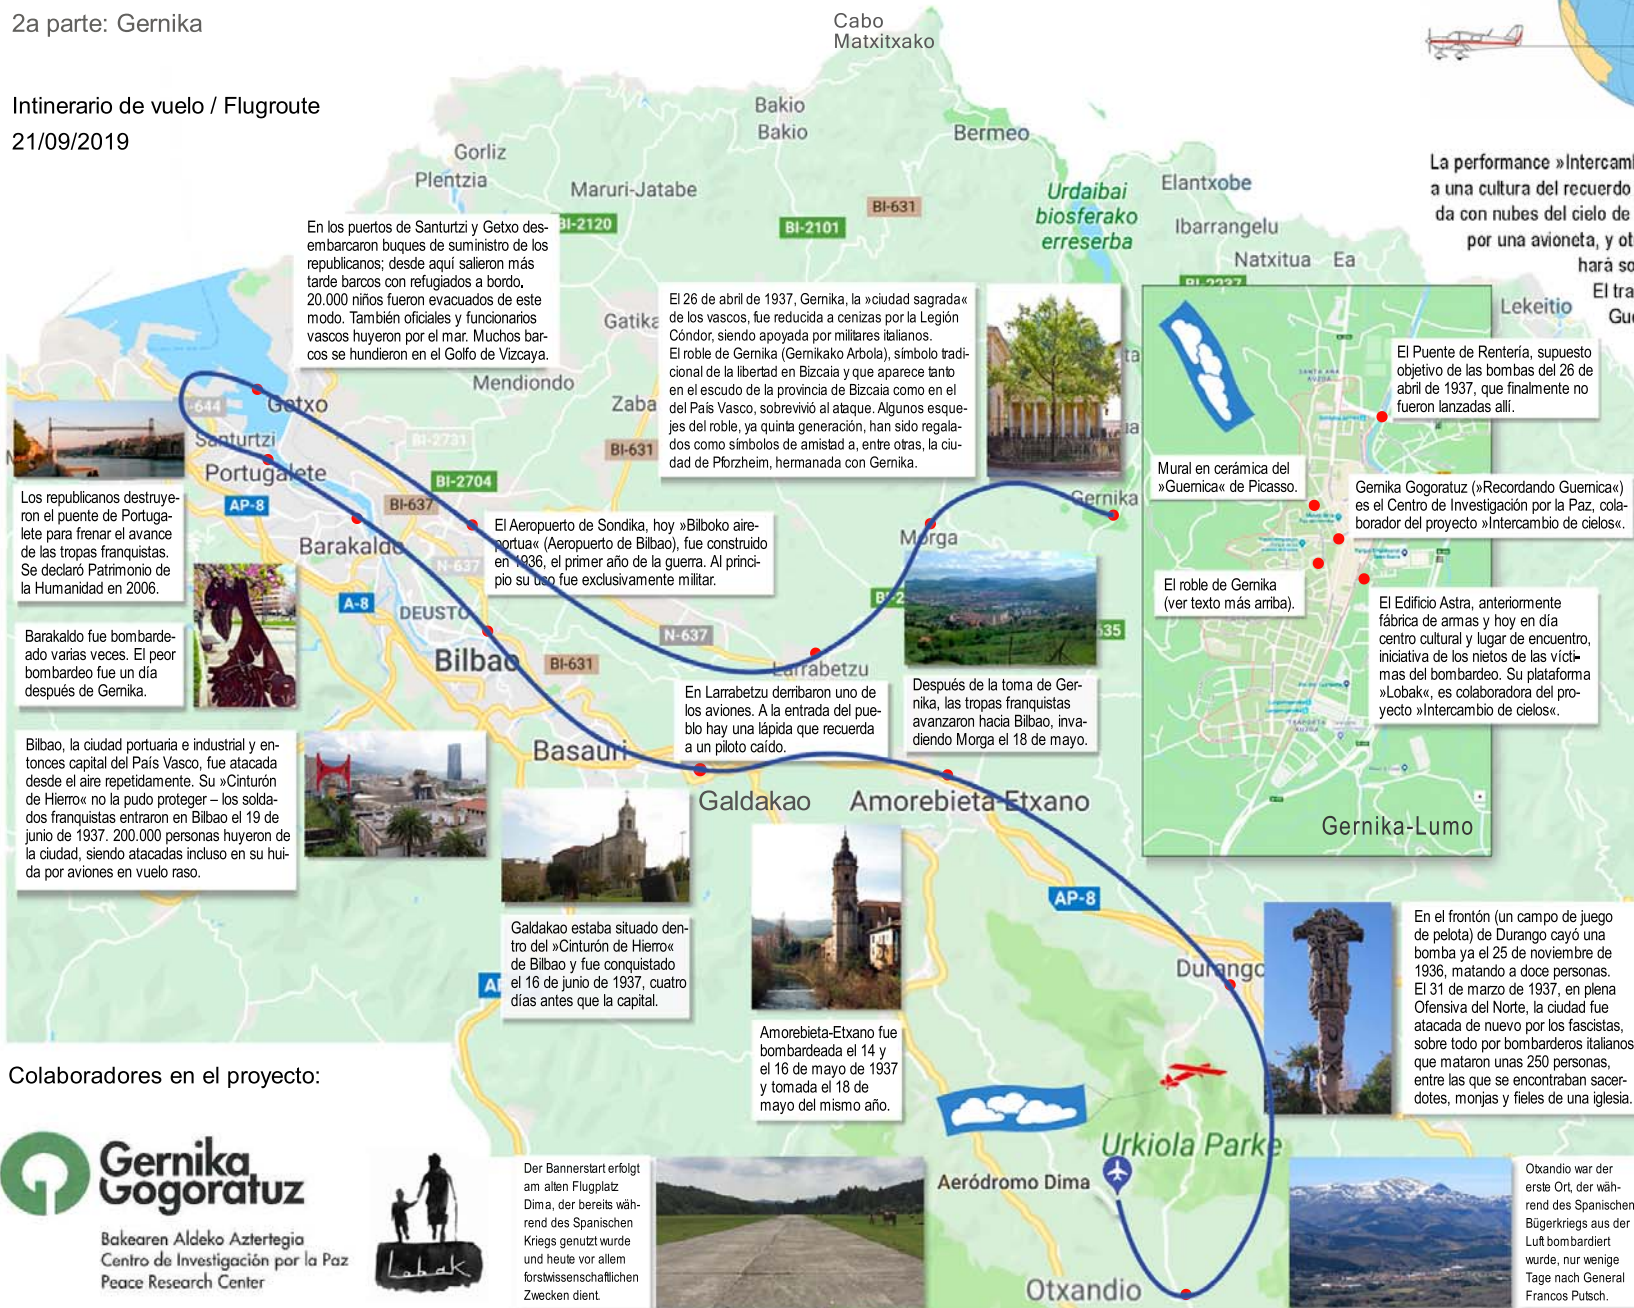 2a parte: Gernika
Intinerario de vuelo / Flugroute
21/09/2019
Cabo
Matxitxako
Bakio
Bakio
Bermeo
Gorliz
Plentzia
Maruri-Jatabe
BI-2120
BI-2101
BI-631
Urdaibai
biosferako
erreserba
Elantxobe
Ibarrangelu
Natxitua
Ea
BI-2237
Lekeitio
La performance »Intercam
a una cultura del recuerdo
da con nubes del cielo de
por una avioneta, y ot
hará so
El tra
Gue
En los puertos de Santurtzi y Getxo des-
embarcaron buques de suministro de los
republicanos; desde aquí salieron más
tarde barcos con refugiados a bordo.
20.000 niños fueron evacuados de este
modo. También oficiales y funcionarios
vascos huyeron por el mar. Muchos bar-
cos se hundieron en el Golfo de Vizcaya.
Gatika
Mendiondo
Zaba
BI-631
El 26 de abril de 1937, Gernika, la »ciudad sagrada«
de los vascos, fue reducida a cenizas por la Legión
Cóndor, siendo apoyada por militares italianos.
El roble de Gernika (Gernikako Arbola), símbolo tradi-
cional de la libertad en Bizcaia y que aparece tanto
en el escudo de la provincia de Bizcaia como en el
del País Vasco, sobrevivió al ataque. Algunos esque-
jes del roble, ya quinta generación, han sido regala-
dos como símbolos de amistad a, entre otras, la ciu-
dad de Pforzheim, hermanada con Gernika.
-644
Getxo
Santurtzi
Portugalete
BI-2731
BI-2704
BI-637
AP-8
Barakaldo
N-637
A-8
DEUSTO
Bilbao
BI-631
N-637
Larrabetzu
Morga
Gernika
BI-2
635
Los republicanos destruye-
ron el puente de Portuga-
lete para frenar el avance
de las tropas franquistas.
Se declaró Patrimonio de
la Humanidad en 2006.
Barakaldo fue bombarde-
ado varias veces. El peor
bombardeo fue un día
después de Gernika.
El Aeropuerto de Sondika, hoy »Bilboko aire-
portua« (Aeropuerto de Bilbao), fue construido
en 1936, el primer año de la guerra. Al princi-
pio su uso fue exclusivamente militar.
El Puente de Rentería, supuesto
objetivo de las bombas del 26 de
abril de 1937, que finalmente no
fueron lanzadas allí.
Mural en cerámica del
»Guernica« de Picasso.
Gernika Gogoratuz (»Recordando Guernica«)
es el Centro de Investigación por la Paz, cola-
borador del proyecto »Intercambio de cielos«.
El roble de Gernika
(ver texto más arriba).
El Edificio Astra, anteriormente
fábrica de armas y hoy en día
centro cultural y lugar de encuentro,
iniciativa de los nietos de las vícti-
mas del bombardeo. Su plataforma
»Lobak«, es colaboradora del pro-
yecto »Intercambio de cielos«.
Gernika-Lumo
En Larrabetzu derribaron uno de
los aviones. A la entrada del pue-
blo hay una lápida que recuerda
a un piloto caído.
Después de la toma de Ger-
nika, las tropas franquistas
avanzaron hacia Bilbao, inva-
diendo Morga el 18 de mayo.
Bilbao, la ciudad portuaria e industrial y en-
tonces capital del País Vasco, fue atacada
desde el aire repetidamente. Su »Cinturón
de Hierro« no la pudo proteger – los solda-
dos franquistas entraron en Bilbao el 19 de
junio de 1937. 200.000 personas huyeron de
la ciudad, siendo atacadas incluso en su hui-
da por aviones en vuelo raso.
Basauri
Galdakao
Amorebieta-Etxano
AP-8
Durango
Galdakao estaba situado den-
tro del »Cinturón de Hierro«
de Bilbao y fue conquistado
el 16 de junio de 1937, cuatro
días antes que la capital.
Amorebieta-Etxano fue
bombardeada el 14 y
el 16 de mayo de 1937
y tomada el 18 de
mayo del mismo año.
En el frontón (un campo de juego
de pelota) de Durango cayó una
bomba ya el 25 de noviembre de
1936, matando a doce personas.
El 31 de marzo de 1937, en plena
Ofensiva del Norte, la ciudad fue
atacada de nuevo por los fascistas,
sobre todo por bombarderos italianos
que mataron unas 250 personas,
entre las que se encontraban sacer-
dotes, monjas y fieles de una iglesia.
Urkiola Parke
Aeródromo Dima
Otxandio
Colaboradores en el proyecto:
Gernika
Gogoratuz
Bakearen Aldeko Aztertegia
Centro de Investigación por la Paz
Peace Research Center
Lobak
Der Bannerstart erfolgt
am alten Flugplatz
Dima, der bereits wäh-
rend des Spanischen
Kriegs genutzt wurde
und heute vor allem
forstwissenschaftlichen
Zwecken dient.
Otxandio war der
erste Ort, der wäh-
rend des Spanischen
Bügerkriegs aus der
Luft bombardiert
wurde, nur wenige
Tage nach General
Francos Putsch.